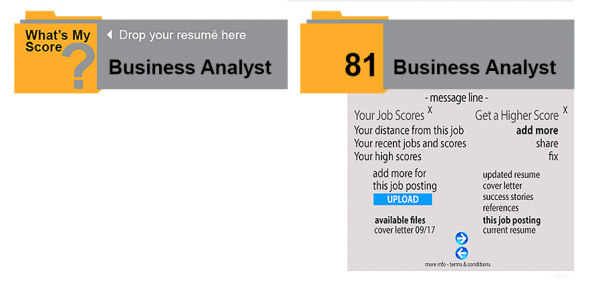 What's My
Score
?
Drop your resumé here
Business Analyst
81
Business Analyst
- message line -
Your Job Scores X
Get a Higher Score X
Your distance from this job
add more
Your recent jobs and scores
share
Your high scores
fix
add more for
this job posting
UPLOAD
available files
cover letter 09/17
updated resume
cover letter
success stories
references
this job posting
current resume
more info - terms & conditions